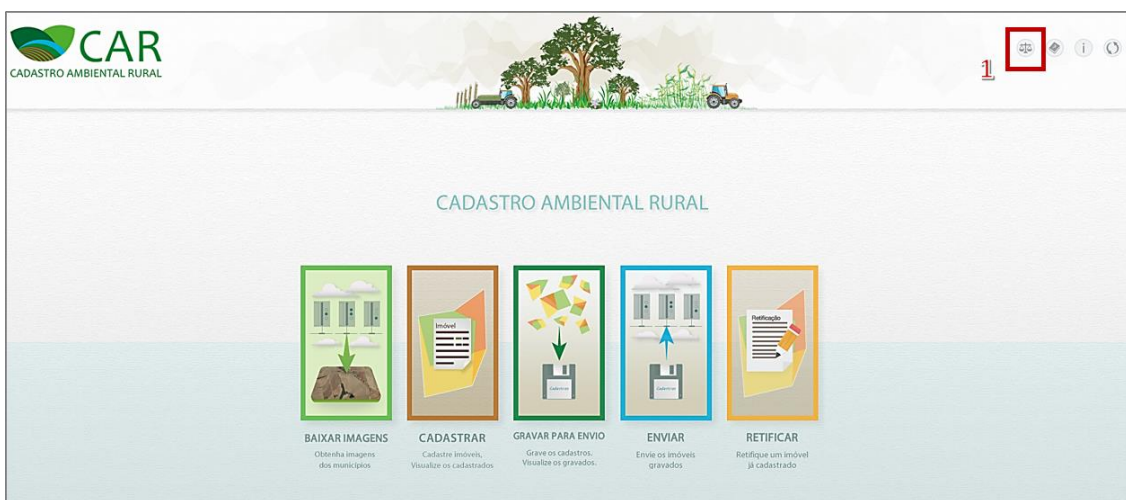 CAR
CADASTRO AMBIENTAL RURAL
1
CADASTRO AMBIENTAL RURAL
Imóvel
Cadastros
Cadastros
Retificação
BAIXAR IMAGENS
Obtenha imagens
dos municípios
CADASTRAR
Cadastre imóveis,
Visualize os cadastrados
GRAVAR PARA ENVIO
Grave os cadastros.
Visualize os gravados.
ENVIAR
Envie os imóveis
gravados
RETIFICAR
Retifique um imóvel
já cadastrado